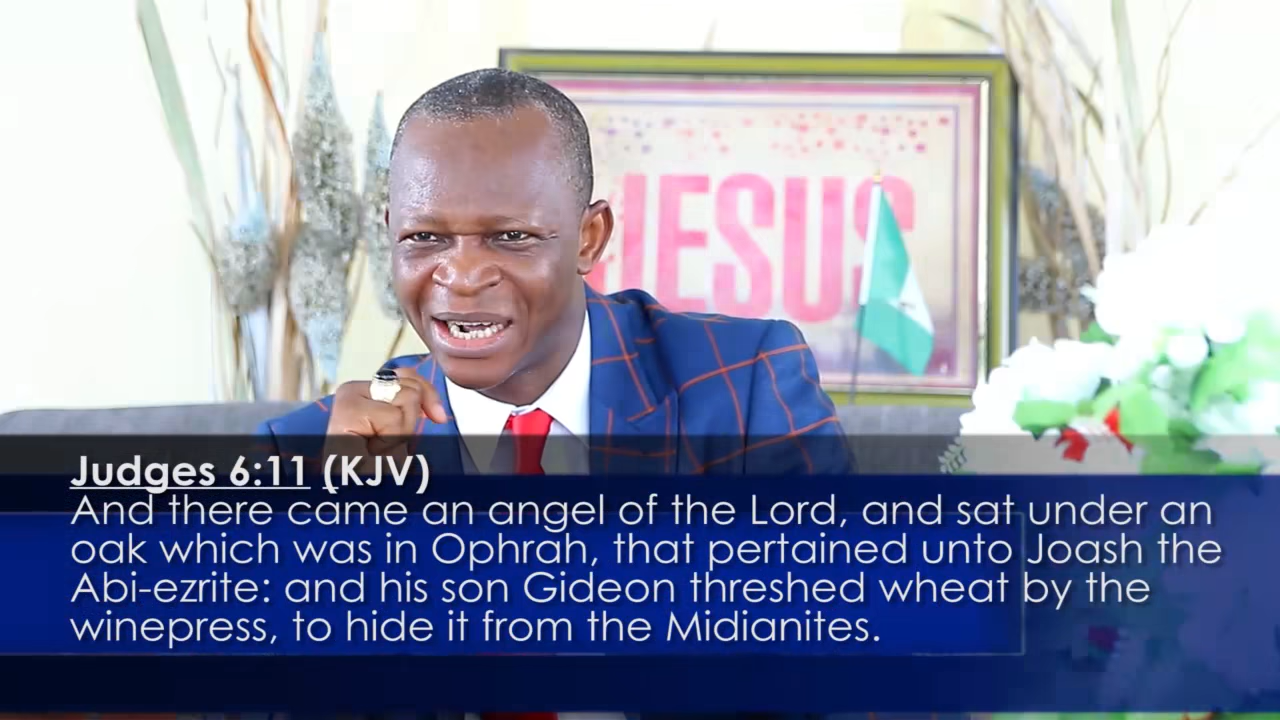 JESUS
Judges 6:11 (KJV)
And there came an angel of the Lord, and sat under an
oak which was in Ophrah, that pertained unto Joash the
Abi-ezrite: and his son Gideon threshed wheat by the
winepress, to hide it from the Midianites.